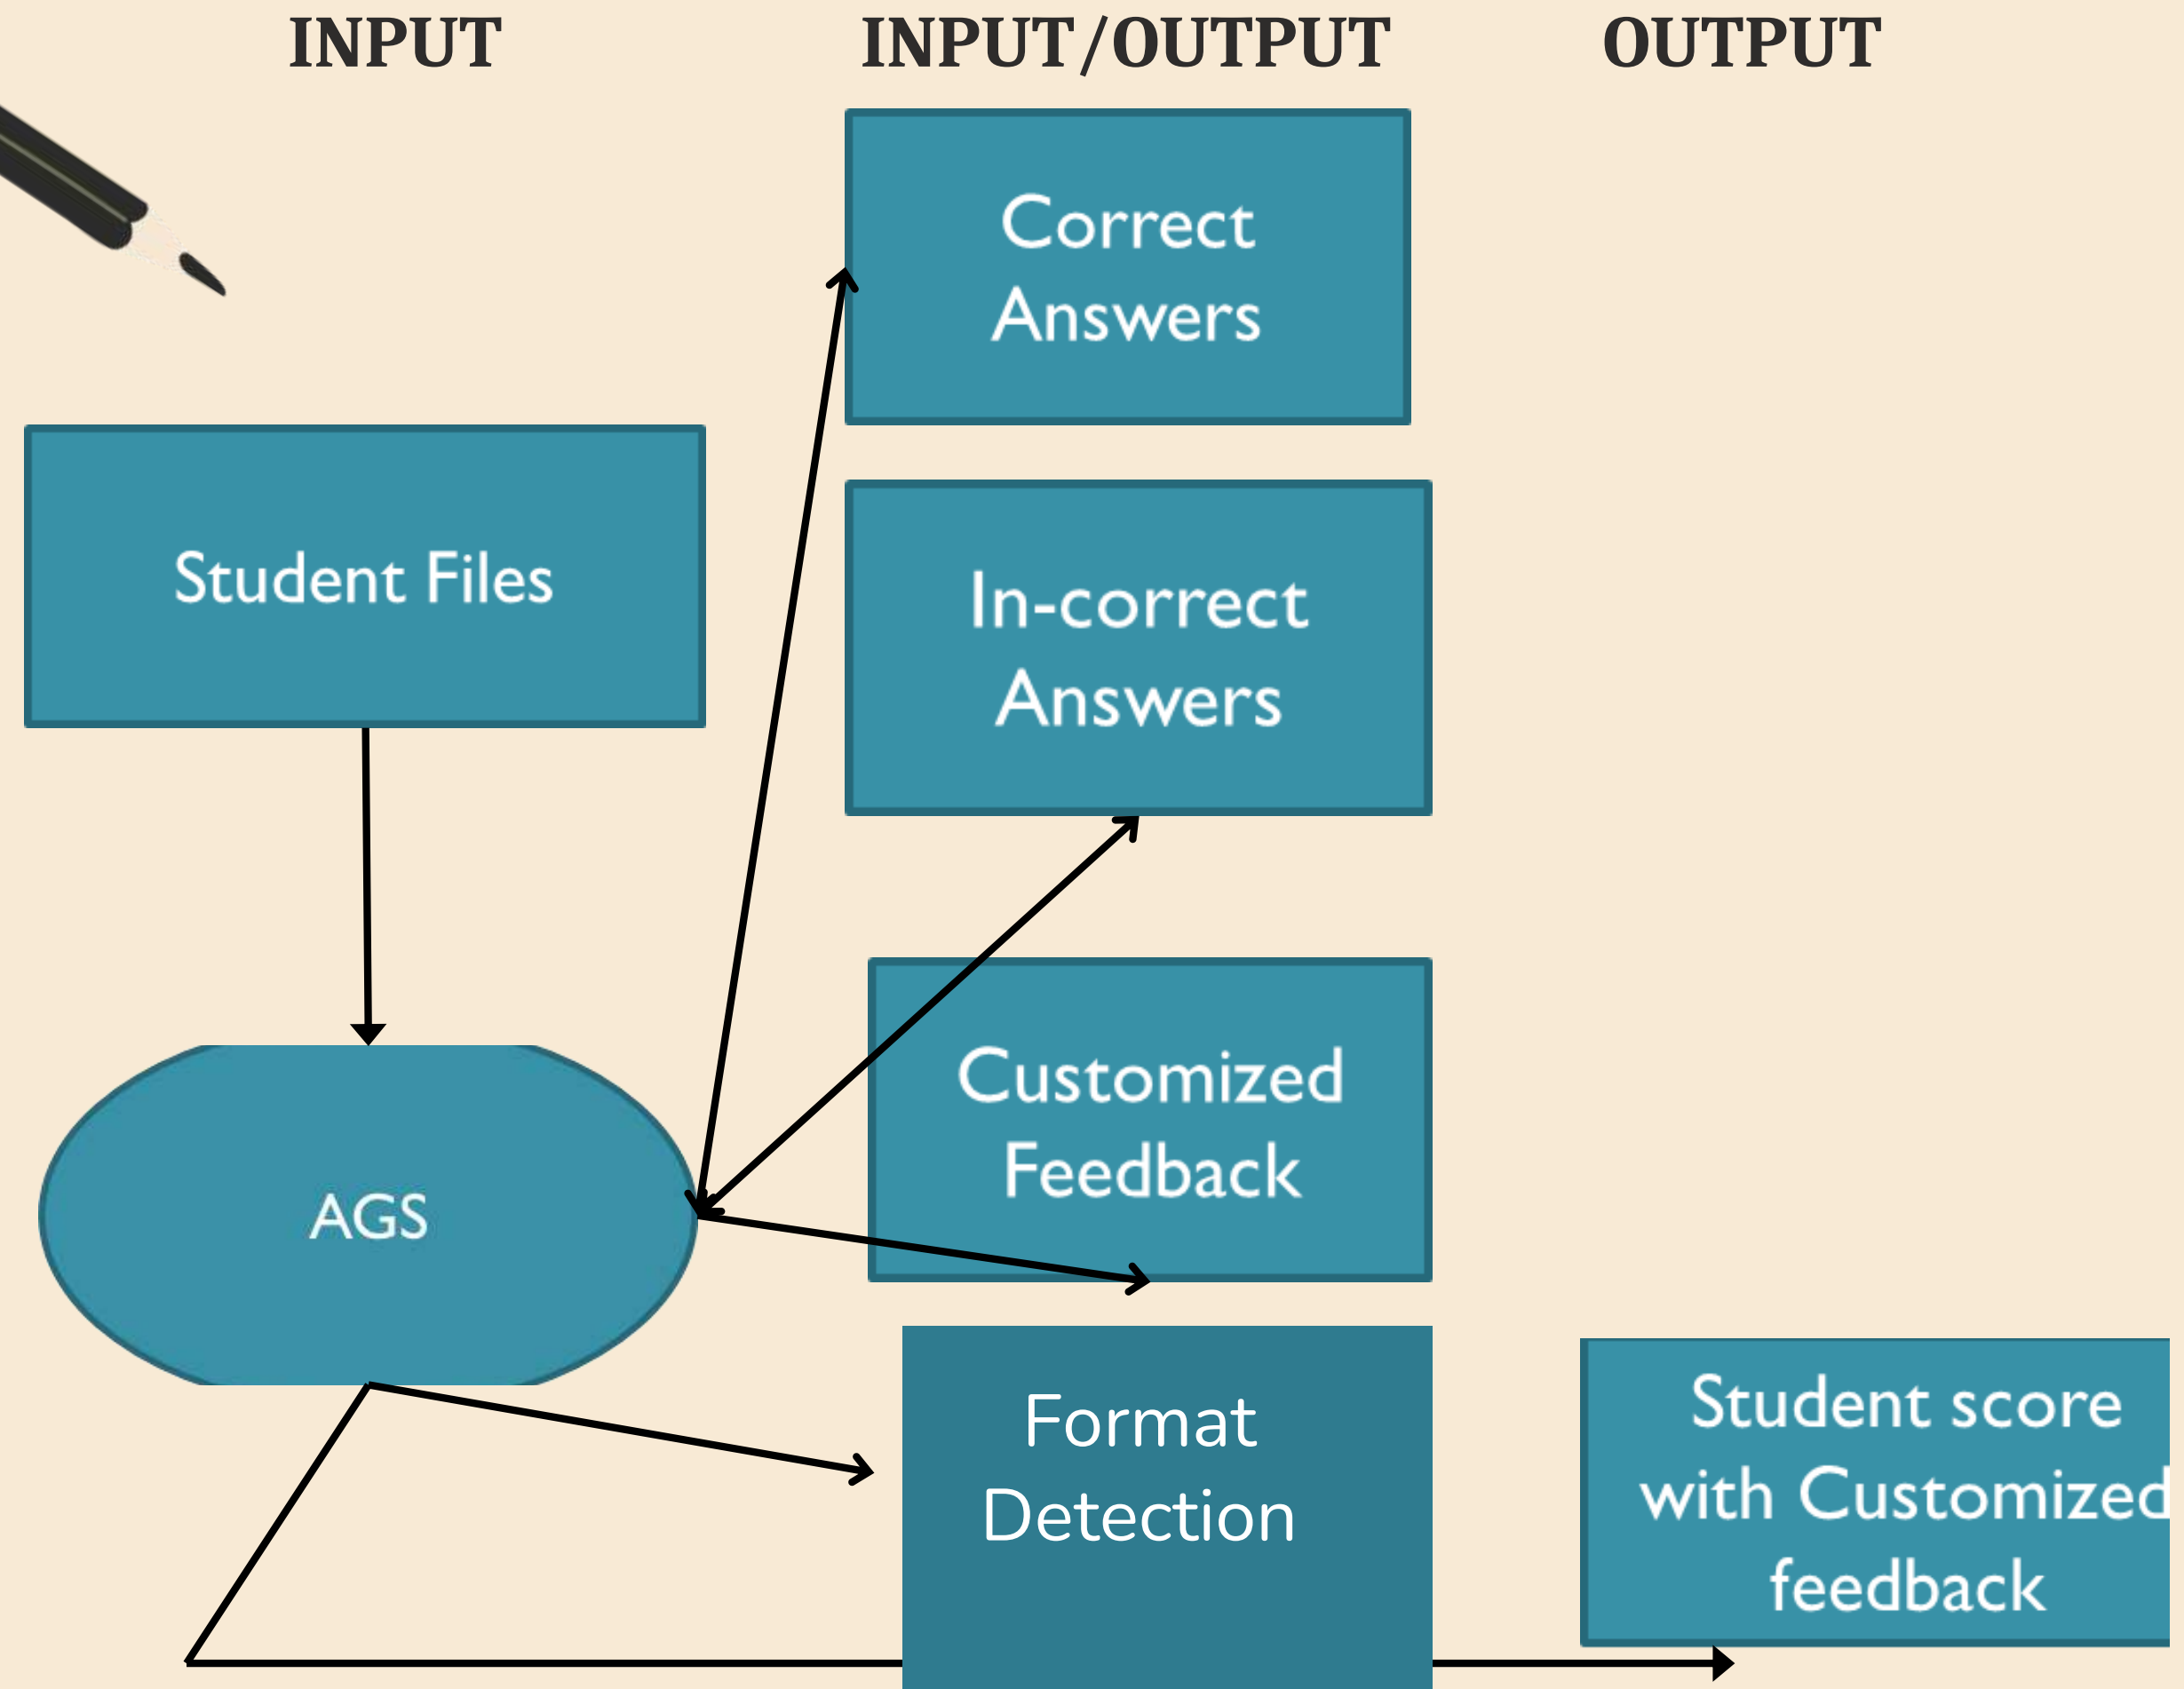 INPUT
INPUT/OUTPUT
OUTPUT
Correct
Answers
Student Files
In-correct
Answers
Customized
Feedback
AGS
Format
Detection
Student score
with Customized
feedback